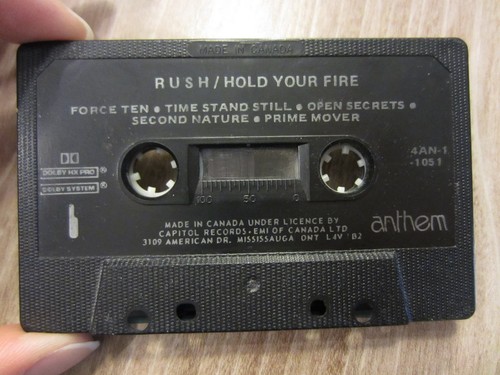 MADE IN CANADA
RUSH/HOLD YOUR FIRE
FORCE TEN • TIME STAND STILL • OPEN SECRETS •
SECOND NATURE • PRIME MOVER
4AN-1
-1051
DOLBY HX PRO
DOLBY SYSTEM ®
100 50 0
1
MADE IN CANADA UNDER LICENCE BY
CAPITOL RECORDS - EMI OF CANADA LTD
3109 AMERICAN DR. MISSISSAUGA ONT L4V 1B2
anthem